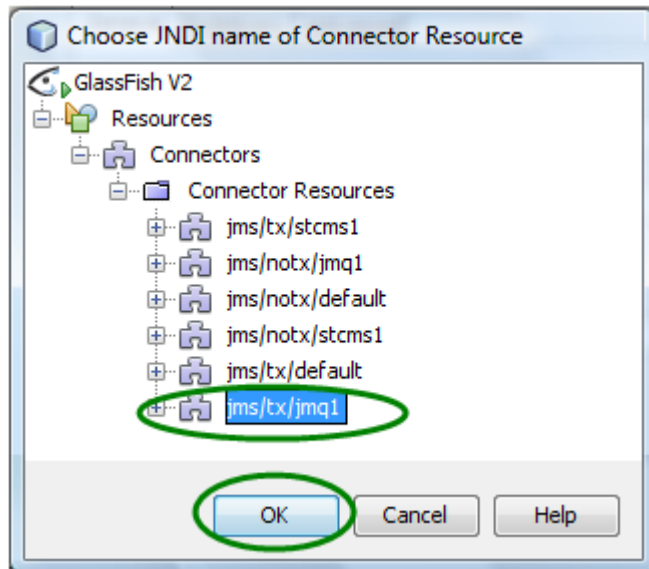 Choose JNDI name of Connector Resource
GlassFish V2
Resources
Connectors
Connector Resources
jms/tx/stcms1
jms/notx/jmq1
jms/notx/default
jms/notx/stcms1
jms/tx/default
jms/tx/jmq1
OK Cancel Help